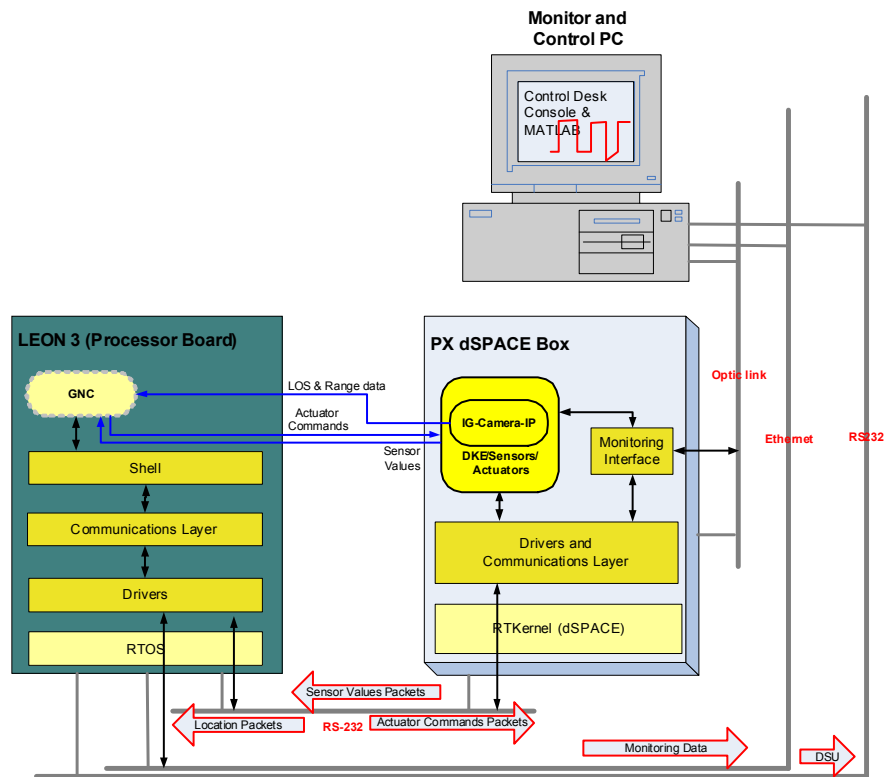 Monitor and
Control PC
Control Desk
Console &
MATLAB
LEON 3 (Processor Board)
GNC
Shell
Communications Layer
Drivers
RTOS
LOS & Range data
Actuator
Commands
Sensor
Values
PX dSPACE Box
IG-Camera-IP
DKE/Sensors/
Actuators
Monitoring
Interface
Drivers and
Communications Layer
RTKernel (dSPACE)
Optic link
Ethernet
RS232
Sensor Values Packets
Location Packets
RS-232
Actuator Commands Packets
Monitoring Data
DSU